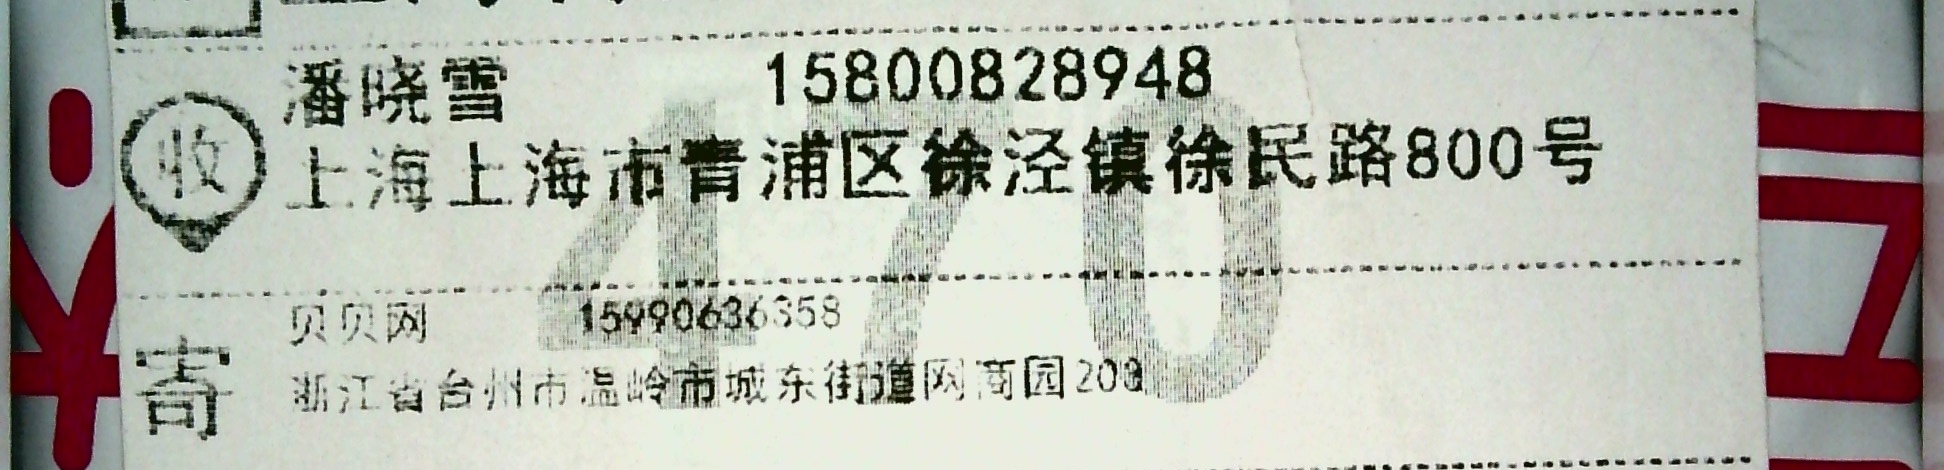 潘晓雪 15800828948
收
上海上海市青浦区徐泾镇徐民路800号
470
贝贝网 15990636358
寄
浙江省台州市温岭市城东街道网商园200